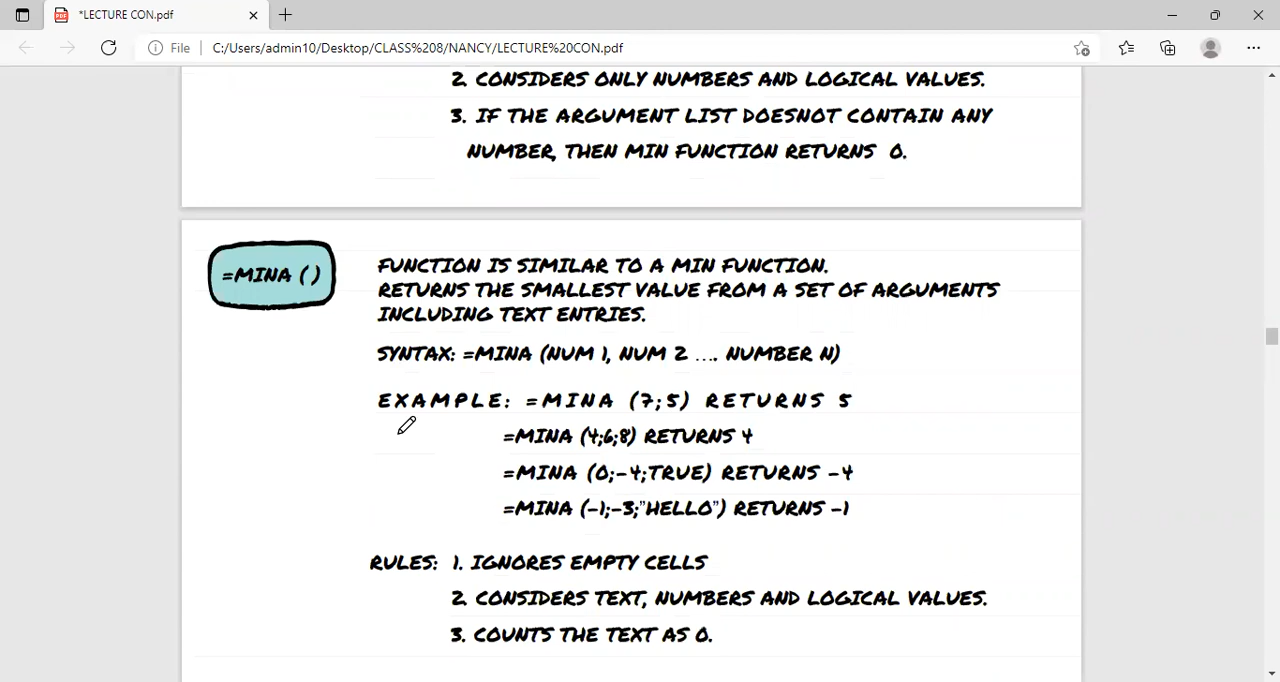 *LECTURE CON.pdf
File C:/Users/admin10/Desktop/CLASS%208/NANCY/LECTURE%20CON.pdf
2. CONSIDERS ONLY NUMBERS AND LOGICAL VALUES.
3. IF THE ARGUMENT LIST DOESNOT CONTAIN ANY
NUMBER, THEN MIN FUNCTION RETURNS 0.
=MINA ()
FUNCTION IS SIMILAR TO A MIN FUNCTION.
RETURNS THE SMALLEST VALUE FROM A SET OF ARGUMENTS
INCLUDING TEXT ENTRIES.
SYNTAX: =MINA (NUM 1, NUM 2 .... NUMBER N)
EXAMPLE: =MINA (7;5) RETURNS 5
=MINA (4;6;8) RETURNS 4
=MINA (0;-4;TRUE) RETURNS -4
=MINA (-1;-3;"HELLO") RETURNS -1
RULES: 1. IGNORES EMPTY CELLS
2. CONSIDERS TEXT, NUMBERS AND LOGICAL VALUES.
3. COUNTS THE TEXT AS 0.